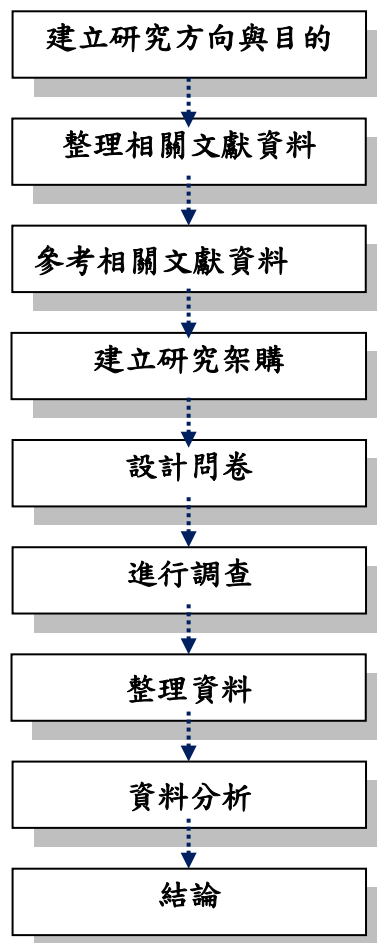 建立研究方向與目的
整理相關文獻資料
參考相關文獻資料
建立研究架購
設計問卷
進行調查
整理資料
資料分析
結論